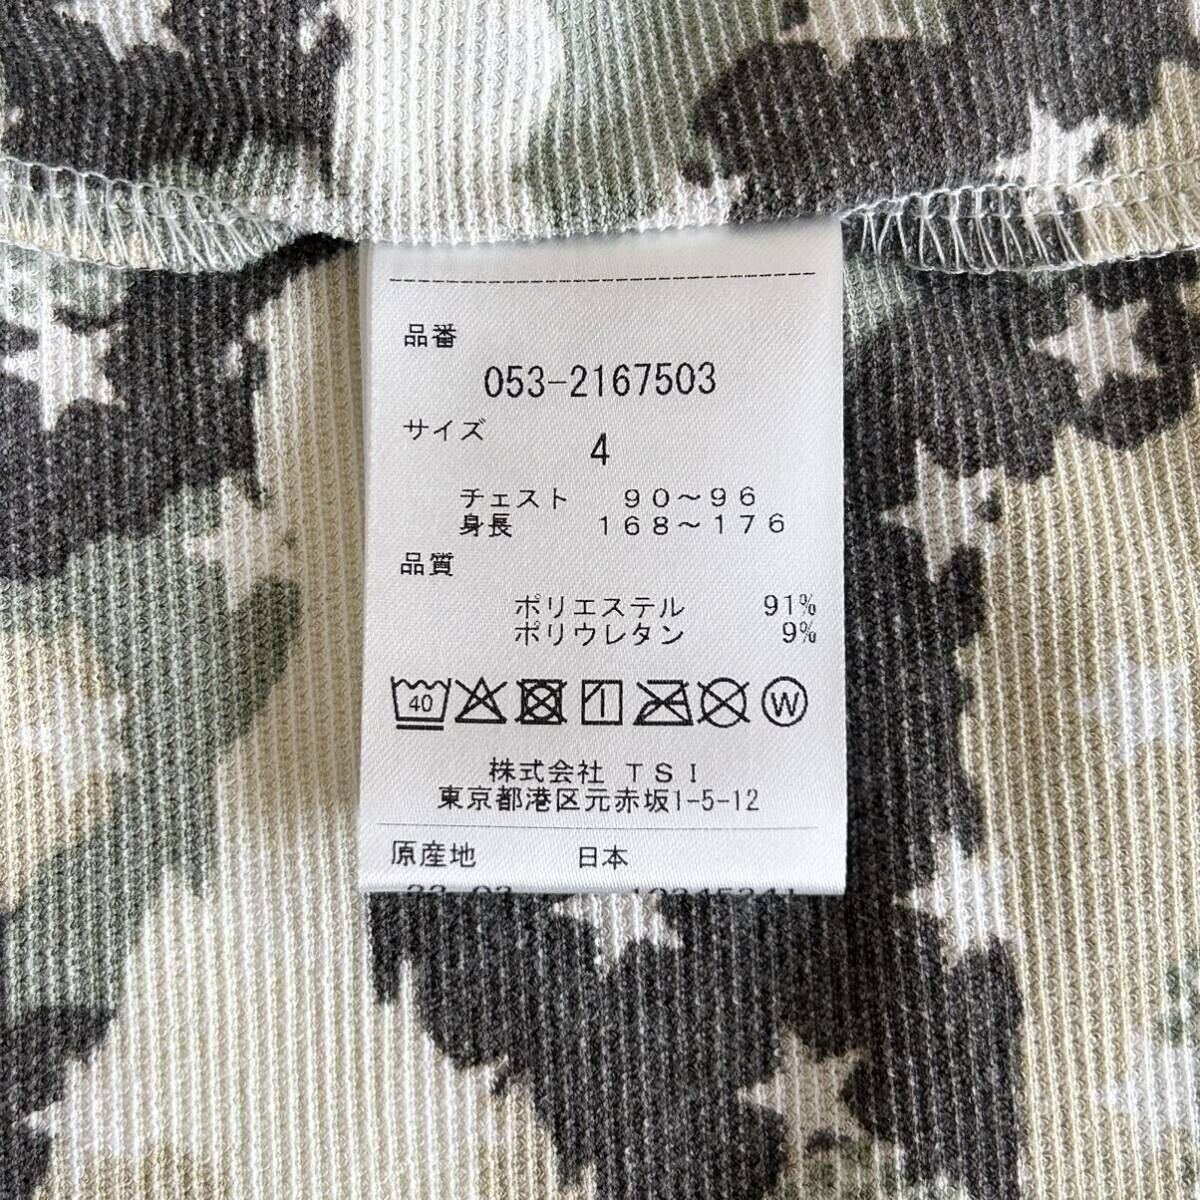 品番
053-2167503
サイズ
4
チェスト 90～96
身長 168～176
品質
ポリエステル 91%
ポリウレタン 9%
40 W
株式会社 TSI
東京都港区元赤坂1-5-12
原産地 日本